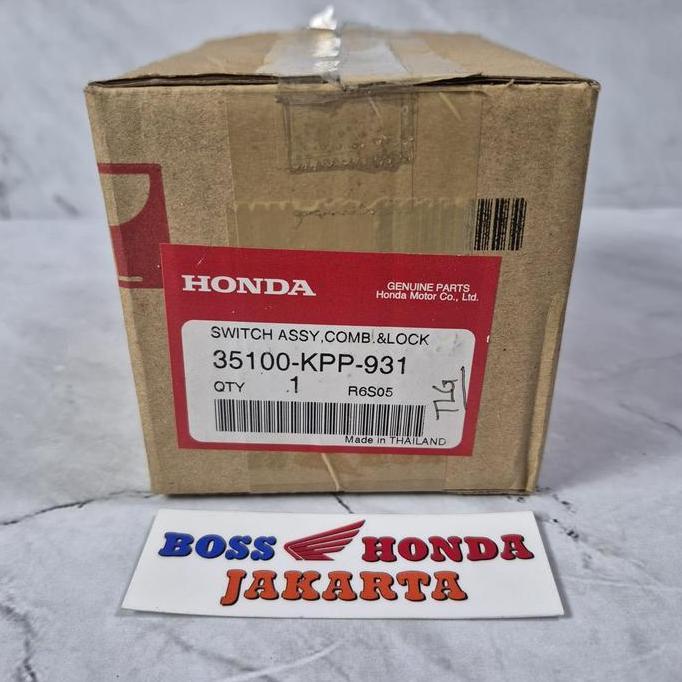 HONDA
GENUINE PARTS
Honda Motor Co., Ltd.
SWITCH ASSY,COMB.&LOCK
35100-KPP-931
QTY 1 R6S05
TLG
Made in THAILAND
BOSS HONDA
JAKARTA